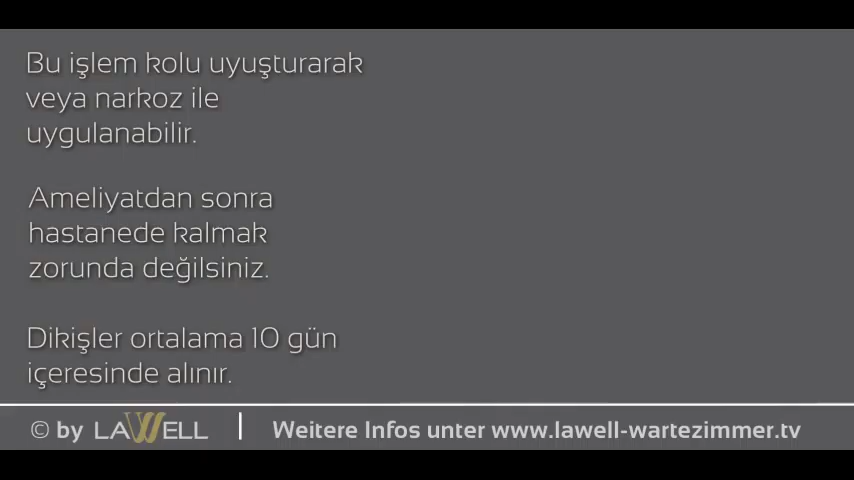 Bu işlem kolu uyuşturarak
veya narkoz ile
uygulanabilir.
Ameliyatdan sonra
hastanede kalmak
zorunda değilsiniz.
Dikişler ortalama 10 gün
içeresinde alınır.
© by LAWELL | Weitere Infos unter www.lawell-wartezimmer.tv